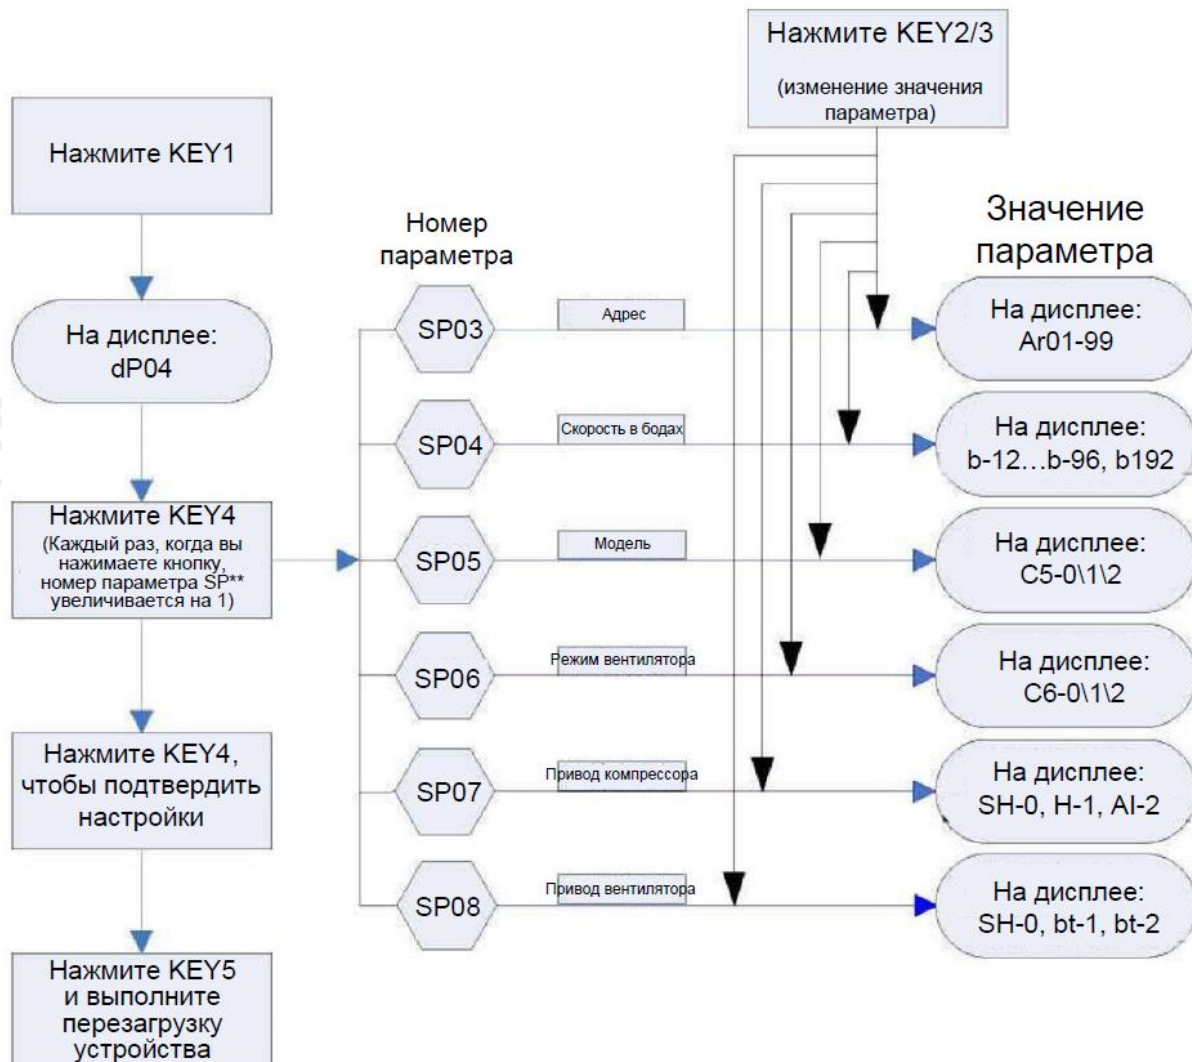 Нажмите KEY1
На дисплее:
dP04
Нажмите KEY4
(Каждый раз, когда вы
нажимаете кнопку,
номер параметра SP**
увеличивается на 1)
Нажмите KEY4,
чтобы подтвердить
настройки
Нажмите KEY5
и выполните
перезагрузку
устройства
Нажмите KEY2/3
(изменение значения
параметра)
Номер
параметра
Значение
параметра
SP03
Адрес
На дисплее:
Ar01-99
SP04
Скорость в бодах
На дисплее:
b-12...b-96, b192
SP05
Модель
На дисплее:
C5-0\1\2
SP06
Режим вентилятора
На дисплее:
C6-0\1\2
SP07
Привод компрессора
На дисплее:
SH-0, H-1, AI-2
SP08
Привод вентилятора
На дисплее:
SH-0, bt-1, bt-2